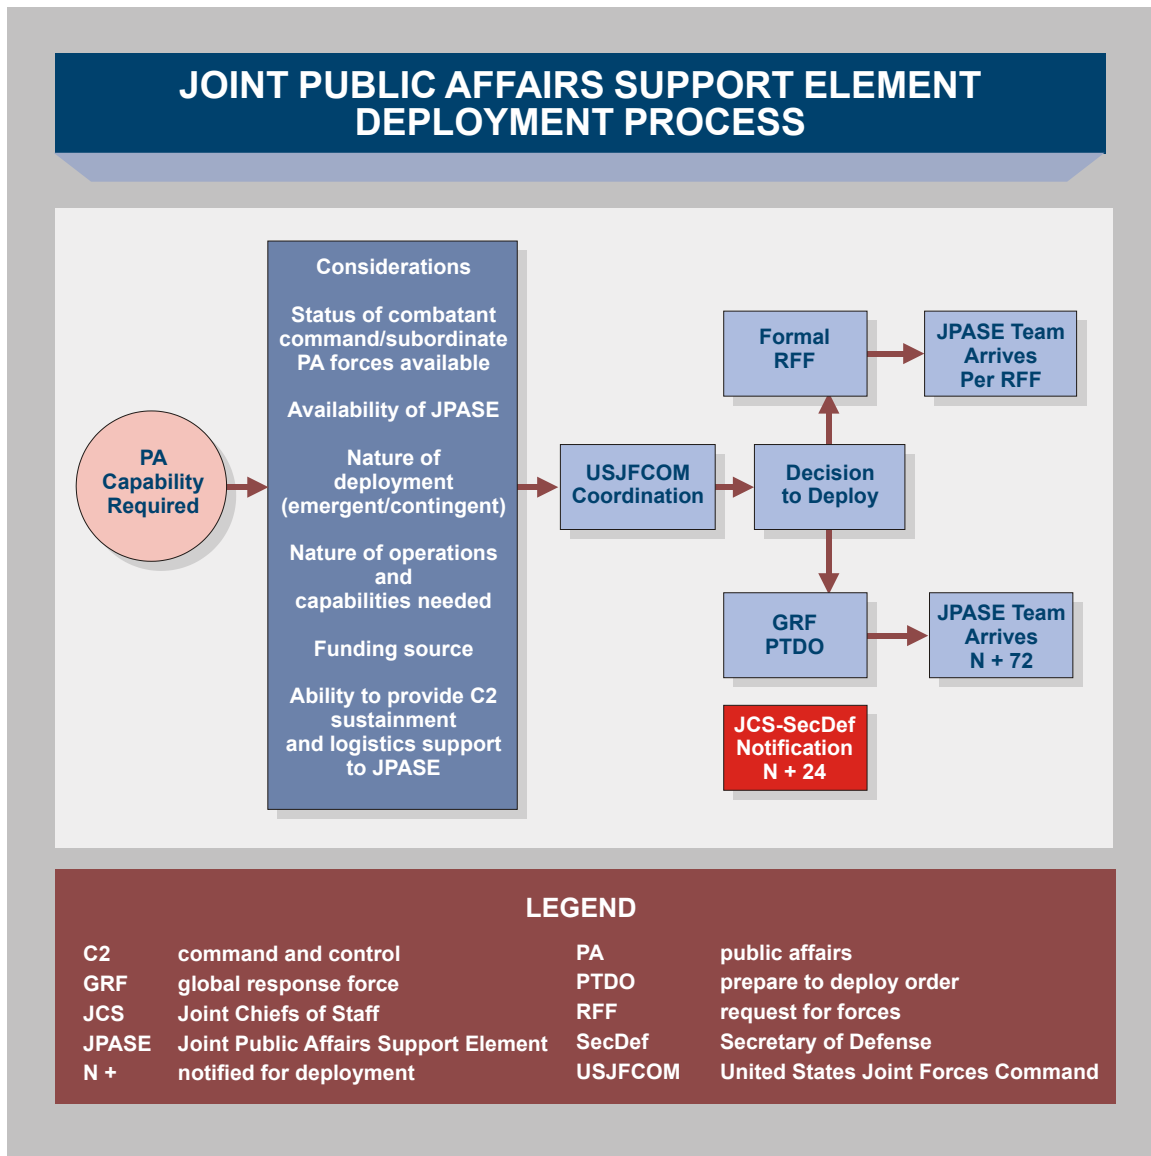 JOINT PUBLIC AFFAIRS SUPPORT ELEMENT
DEPLOYMENT PROCESS
PA
Capability
Required
Considerations
Status of combatant
command/subordinate
PA forces available
Availability of JPASE
Nature of
deployment
(emergent/contingent)
Nature of operations
and
capabilities needed
Funding source
Ability to provide C2
sustainment
and logistics support
to JPASE
USJFCOM
Coordination
Decision
to Deploy
Formal
RFF
JPASE Team
Arrives
Per RFF
GRF
PTDO
JPASE Team
Arrives
N + 72
JCS-SecDef
Notification
N + 24
LEGEND
C2 command and control
GRF global response force
JCS Joint Chiefs of Staff
JPASE Joint Public Affairs Support Element
N + notified for deployment
PA public affairs
PTDO prepare to deploy order
RFF request for forces
SecDef Secretary of Defense
USJFCOM United States Joint Forces Command